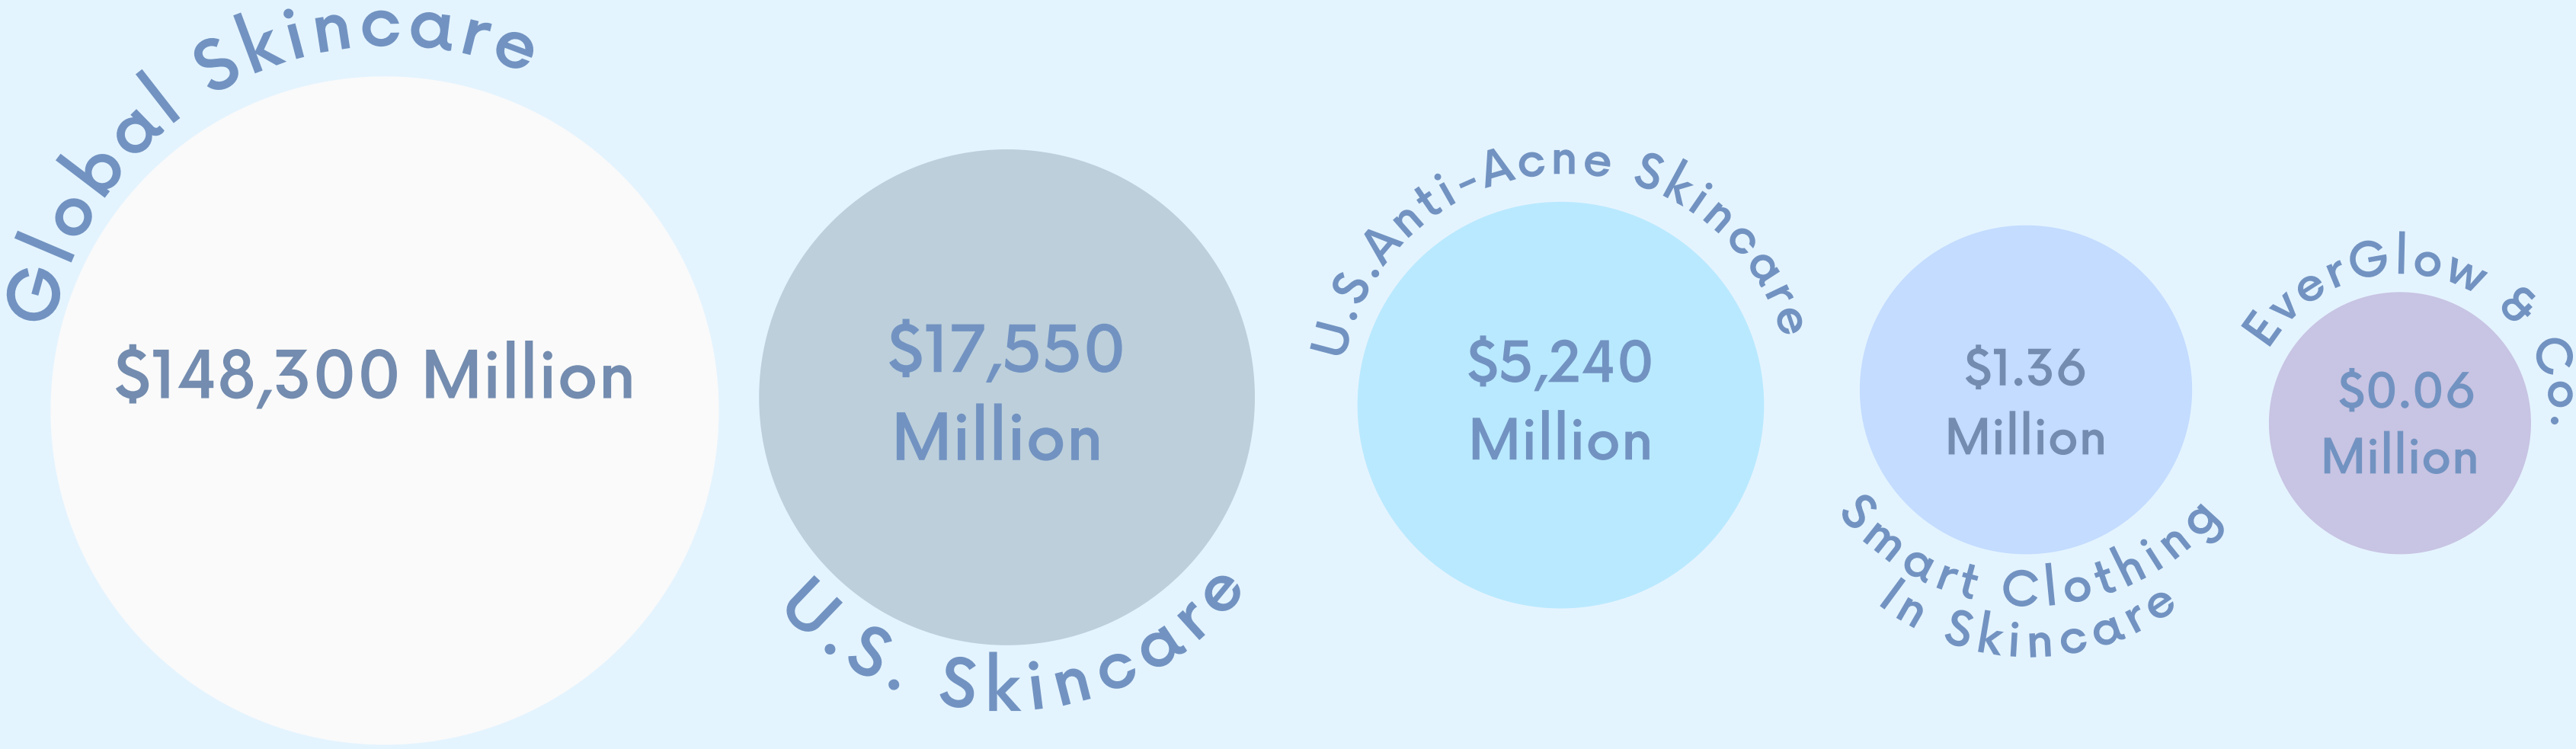 Global Skincare
$148,300 Million
$17,550
Million
U.S. Skincare
U.S.Anti-Acne Skincare
$5,240
Million
$1.36
Million
Smart Clothing
In Skincare
EverGlow & Co.
$0.06
Million